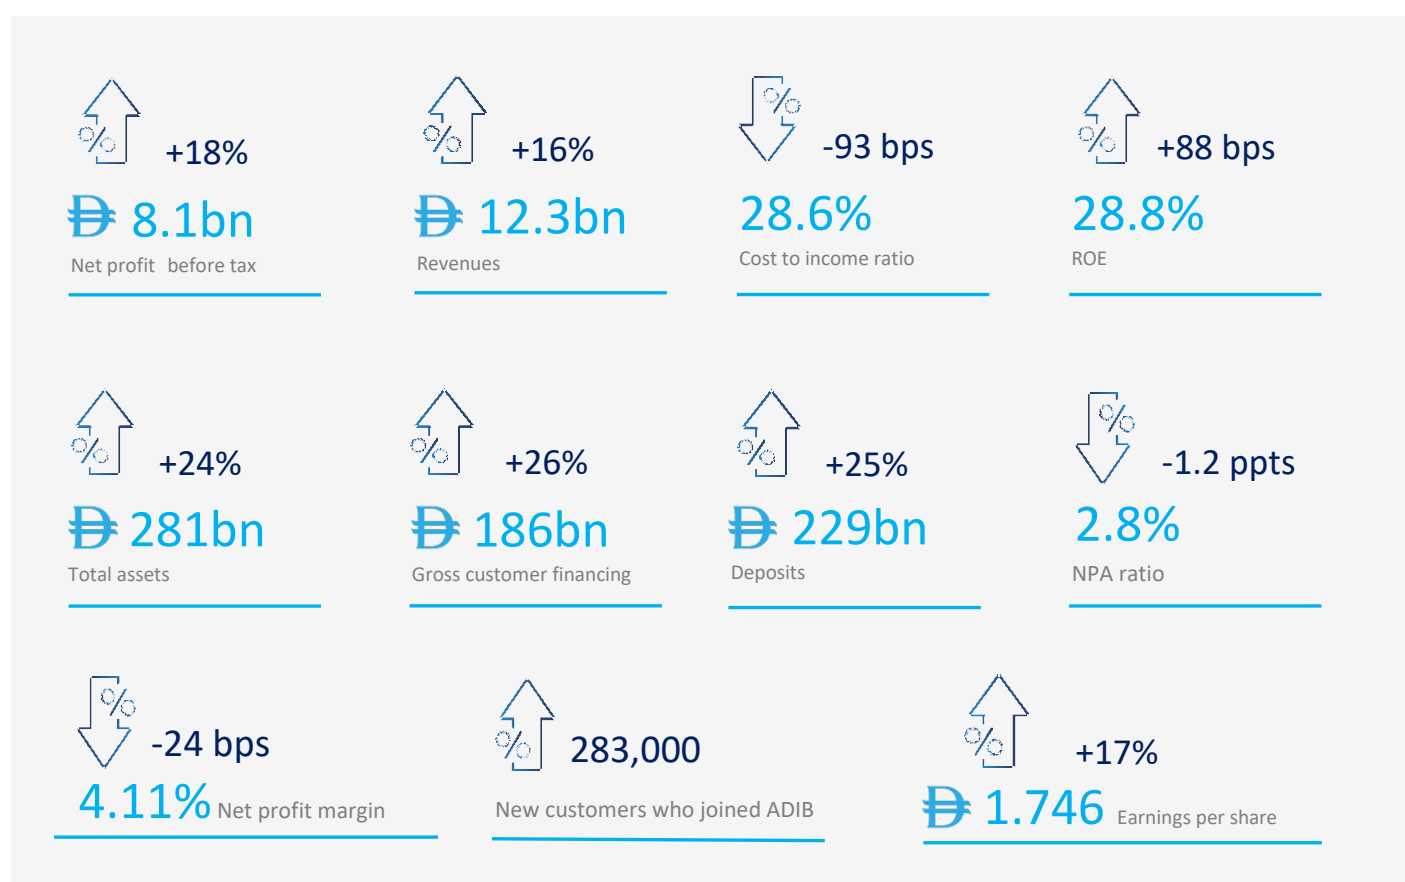 +18%
8.1bn
Net profit before tax
+16%
12.3bn
Revenues
-93 bps
28.6%
Cost to income ratio
+88 bps
28.8%
ROE
+24%
281bn
Total assets
+26%
186bn
Gross customer financing
+25%
229bn
Deposits
-1.2 ppts
2.8%
NPA ratio
-24 bps
4.11% Net profit margin
283,000
New customers who joined ADIB
+17%
1.746 Earnings per share